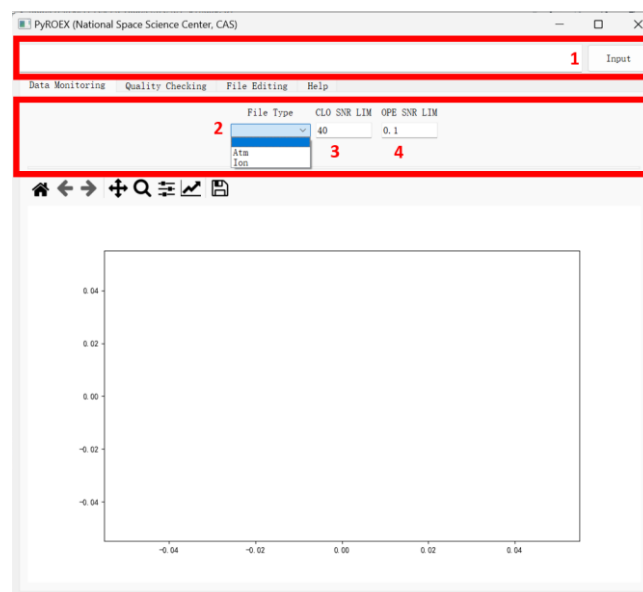 PyROEX (National Space Science Center, CAS)
1 Input
Data Monitoring Quality Checking File Editing Help
File Type CLO SNR LIM OPE SNR LIM
2 40 0.1
Atm 3 4
Ion
0.04
0.02
0.00
-0.02
-0.04
-0.04 -0.02 0.00 0.02 0.04